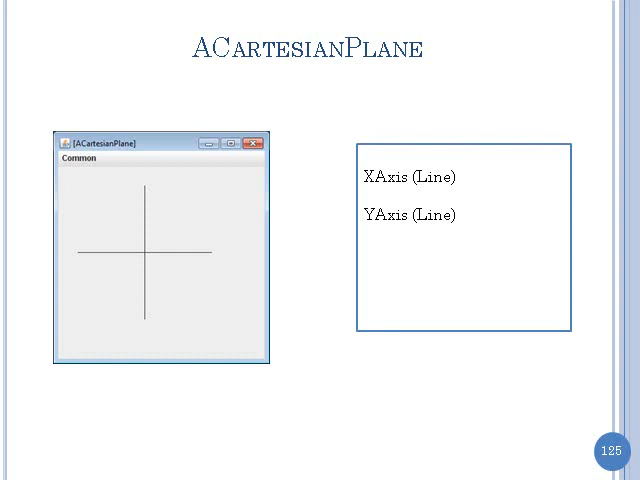 ACARTESIANPLANE
[ACartesianPlane]
Common
XAxis (Line)
YAxis (Line)
125